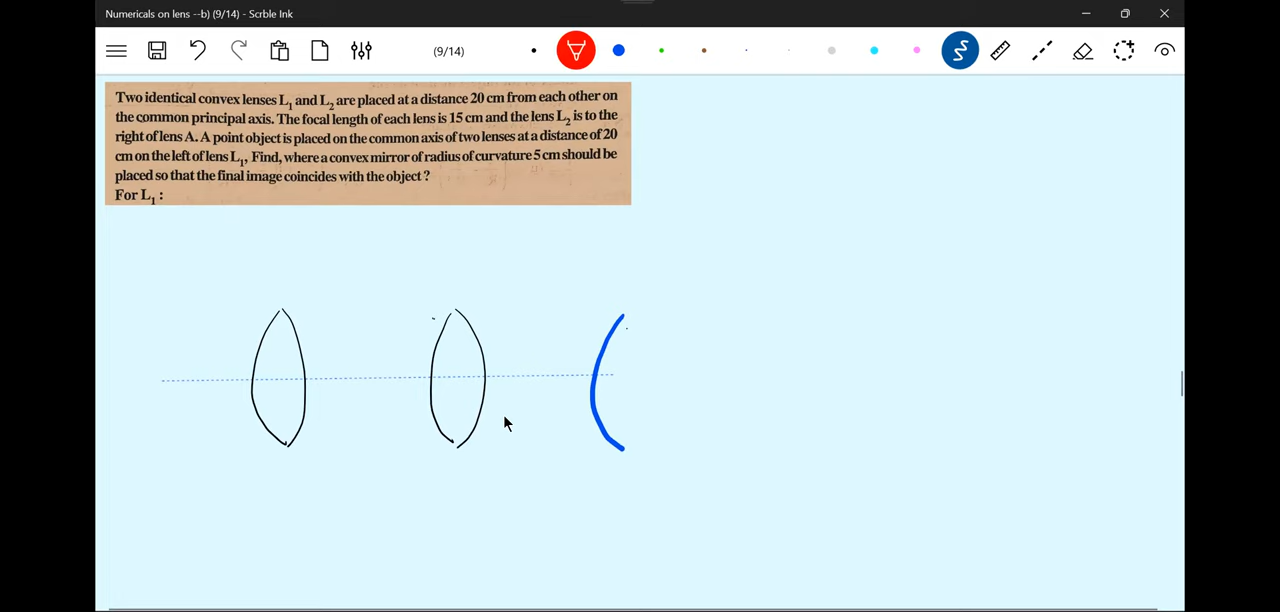 Numericals on lens --b) (9/14) - Scrble Ink
(9/14)
Two identical convex lenses L1 and L2 are placed at a distance 20 cm from each other on
the common principal axis. The focal length of each lens is 15 cm and the lens L2 is to the
right of lens A. A point object is placed on the common axis of two lenses at a distance of 20
cm on the left of lens L1, Find, where a convex mirror of radius of curvature 5 cm should be
placed so that the final image coincides with the object ?
For L1 :